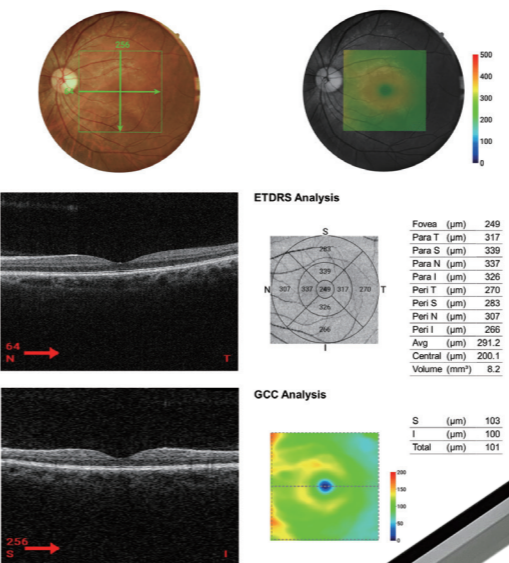 256
500
400
300
200
100
0
ETDRS Analysis
S
283
339
N 307 337 249 317 270 T
326
266
I
Fovea (µm) 249
Para T (µm) 317
Para S (µm) 339
Para N (µm) 337
Para I (µm) 326
Peri T (µm) 270
Peri S (µm) 283
Peri N (µm) 307
Peri I (µm) 266
Avg (µm) 291.2
Central (µm) 200.1
Volume (mm³) 8.2
64
N T
GCC Analysis
S (µm) 103
I (µm) 100
Total (µm) 101
200
150
100
50
0
256
S I